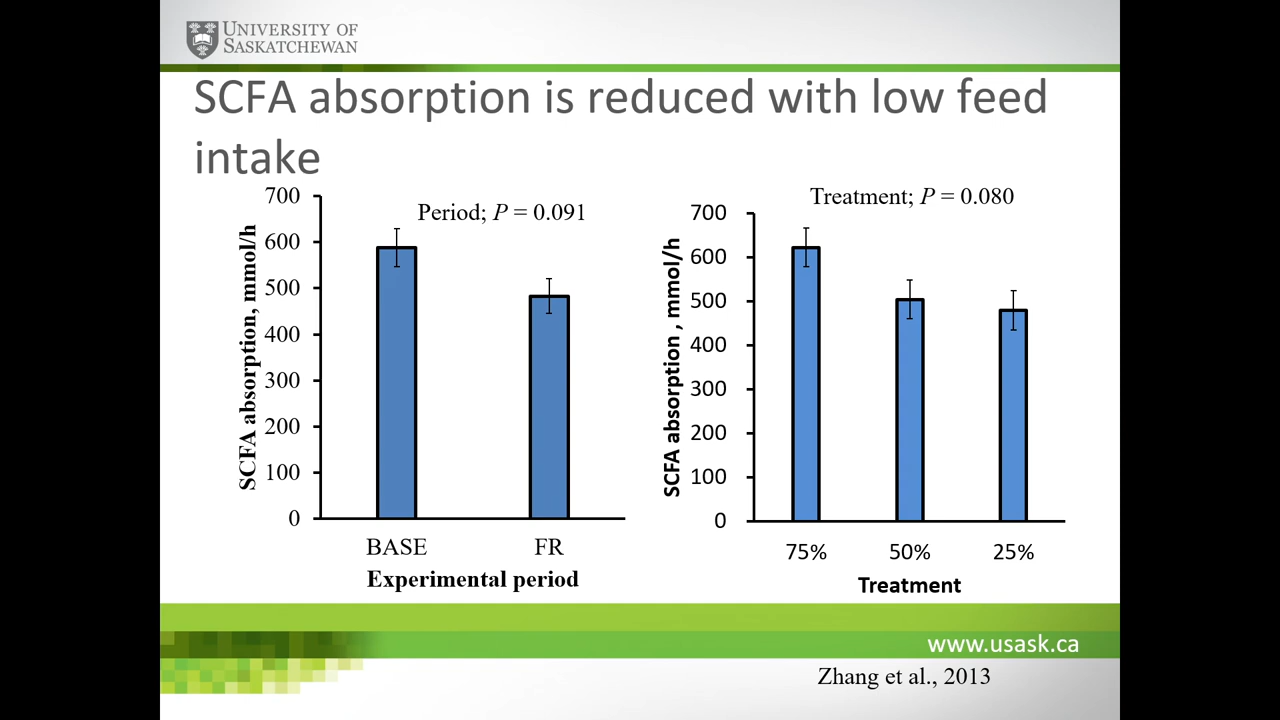 UNIVERSITY OF
SASKATCHEWAN
SCFA absorption is reduced with low feed
intake
Period; P = 0.091
SCFA absorption, mmol/h
700
600
500
400
300
200
100
0
BASE FR
Experimental period
Treatment; P = 0.080
SCFA absorption , mmol/h
700
600
500
400
300
200
100
0
75% 50% 25%
Treatment
www.usask.ca
Zhang et al., 2013